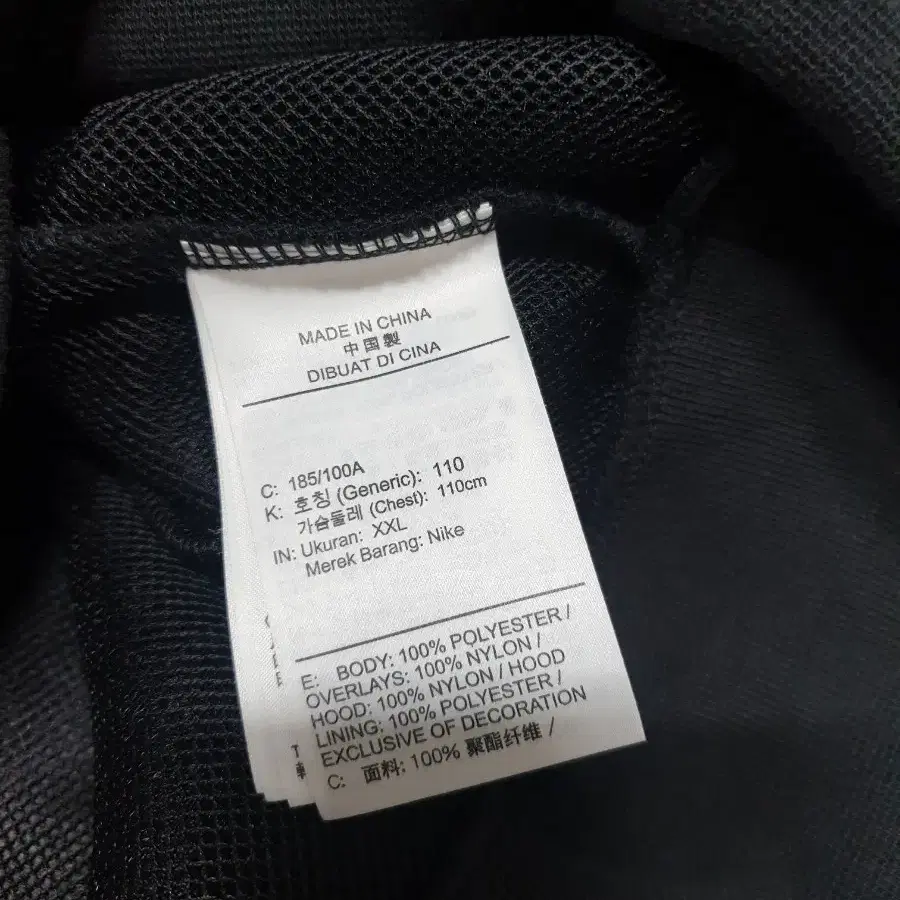 MADE IN CHINA
中国製
DIBUAT DI CINA
C: 185/100A
K: 호칭 (Generic): 110
가슴둘레 (Chest): 110cm
IN: Ukuran: XXL
Merek Barang: Nike
E: BODY: 100% POLYESTER /
OVERLAYS: 100% NYLON /
HOOD: 100% NYLON / HOOD
LINING: 100% POLYESTER /
EXCLUSIVE OF DECORATION
C: 面料: 100% 聚酯纤维 /